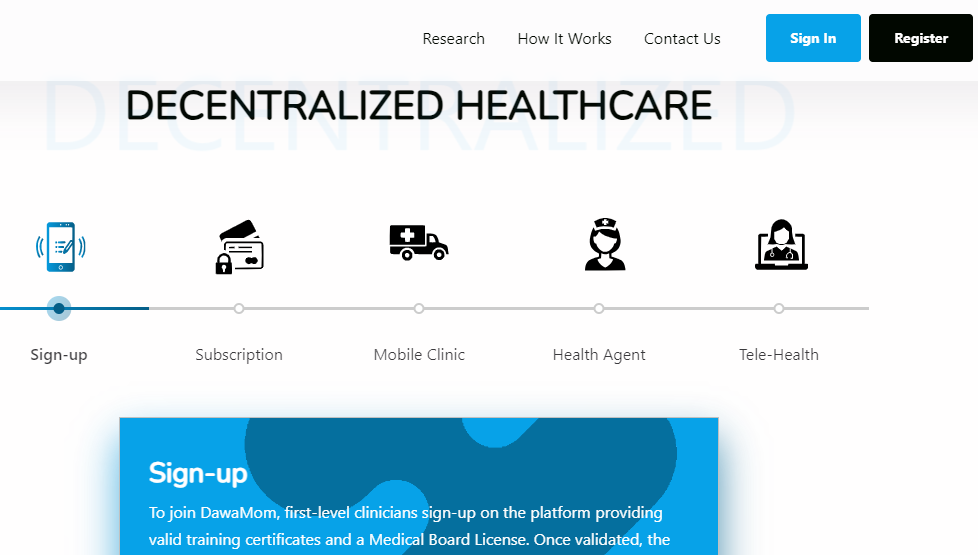 Research How It Works Contact Us Sign In Register
DECENTRALIZED
DECENTRALIZED HEALTHCARE
Sign-up Subscription Mobile Clinic Health Agent Tele-Health
Sign-up
To join DawaMom, first-level clinicians sign-up on the platform providing
valid training certificates and a Medical Board License. Once validated, the